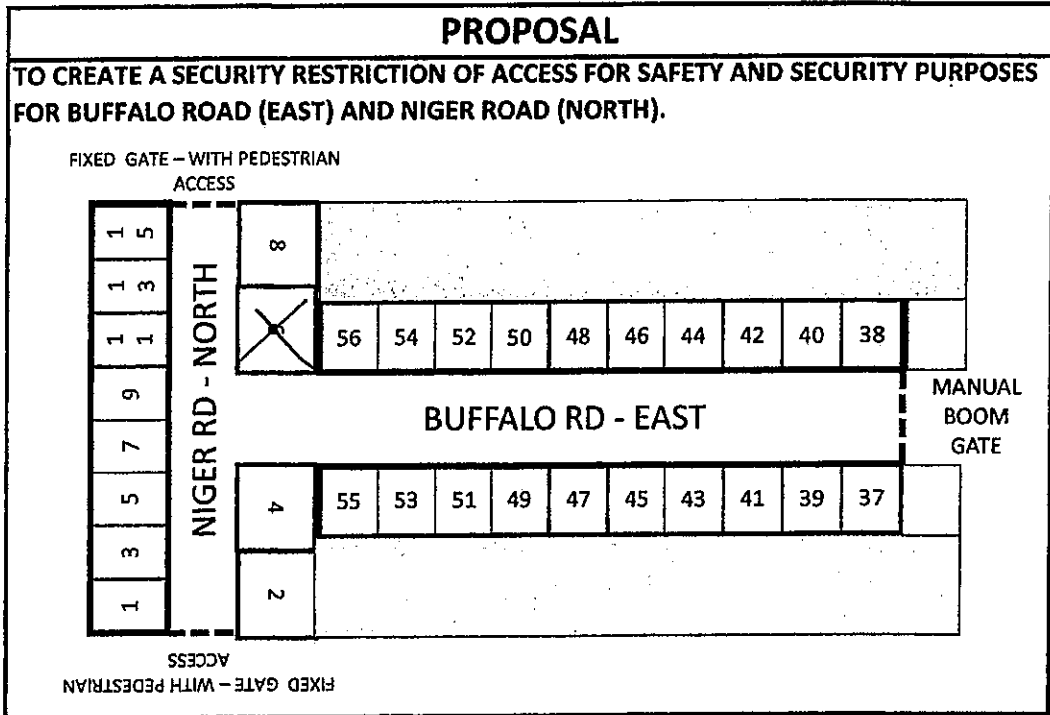 PROPOSAL
TO CREATE A SECURITY RESTRICTION OF ACCESS FOR SAFETY AND SECURITY PURPOSES
FOR BUFFALO ROAD (EAST) AND NIGER ROAD (NORTH).
FIXED GATE – WITH PEDESTRIAN
ACCESS
15
13
11
9
7
5
3
1
NIGER RD - NORTH
8
6
56 54 52 50 48 46 44 42 40 38
BUFFALO RD - EAST
MANUAL
BOOM
GATE
4
2
55 53 51 49 47 45 43 41 39 37
FIXED GATE – WITH PEDESTRIAN
ACCESS